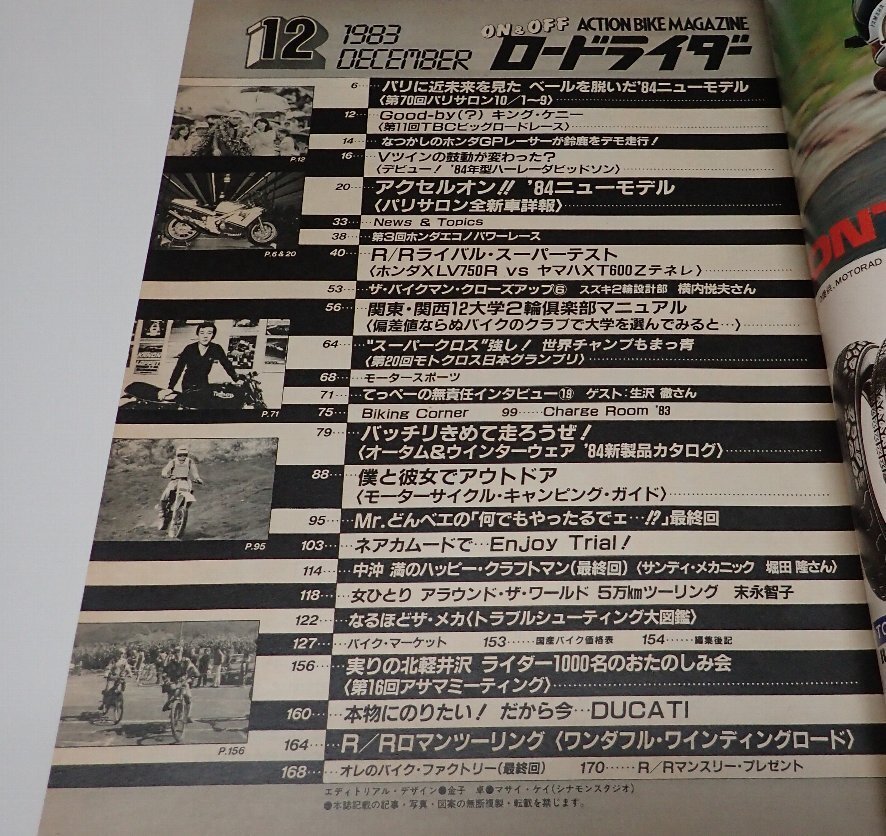 12 1983 DECEMBER
ON&OFF ACTION BIKE MAGAZINE
ロードライダー
6…パリに近未来を見た ベールを脱いだ'84ニューモデル
〈第70回パリサロン10/1〜9〉
12…Good-by(?)キング・ケニー
〈第11回TBCビッグロードレース〉
14…なつかしのホンダGPレーサーが鈴鹿をデモ走行!
16…Vツインの鼓動が変わった?
〈デビュー! '84年型ハーレーダビッドソン〉
20…アクセルオン!! '84ニューモデル
〈パリサロン全新車詳報〉
33…News & Topics
38…第3回ホンダエコノパワーレース
40…R/Rライバル・スーパーテスト
〈ホンダXLV750R vs ヤマハXT600Zテネレ〉
53…ザ・バイクマン・クローズアップ⑥ スズキ2輪設計部 横内悦夫さん
56…関東・関西12大学2輪倶楽部マニュアル
〈偏差値ならぬバイクのクラブで大学を選んでみると…〉
64…"スーパークロス"強し! 世界チャンプもまっ青
〈第20回モトクロス日本グランプリ〉
68…モータースポーツ
71…てっぺーの無責任インタビュー⑲ ゲスト:生沢 徹さん
75…Biking Corner 99……Charge Room '83
79…バッチリきめて走ろうぜ!
〈オータム&ウインターウェア '84新製品カタログ〉
88…僕と彼女でアウトドア
〈モーターサイクル・キャンピング・ガイド〉
95…Mr.どんベエの「何でもやったるでェ…!?」最終回
103…ネアカムードで…Enjoy Trial!
114…中沖 満のハッピー・クラフトマン(最終回)〈サンディ・メカニック 堀田 隆さん〉
118…女ひとり アラウンド・ザ・ワールド 5万kmツーリング 末永智子
122…なるほどザ・メカ〈トラブルシューティング大図鑑〉
127…バイク・マーケット 153……国産バイク価格表 154……編集後記
156…実りの北軽井沢 ライダー1000名のおたのしみ会
〈第16回アサマミーティング〉
160…本物にのりたい! だから今…DUCATI
164…R/Rロマンツーリング〈ワンダフル・ワインディングロード〉
168…オレのバイク・ファクトリー(最終回) 170……R/Rマンスリー・プレゼント
エディトリアル・デザイン●金子 卓●マサイ・ケイ(シナモンスタジオ)
●本誌記載の記事・写真・図案の無断複製・転載を禁じます。
P.12
P.6&20
P.71
P.95
P.156
MOTORAD